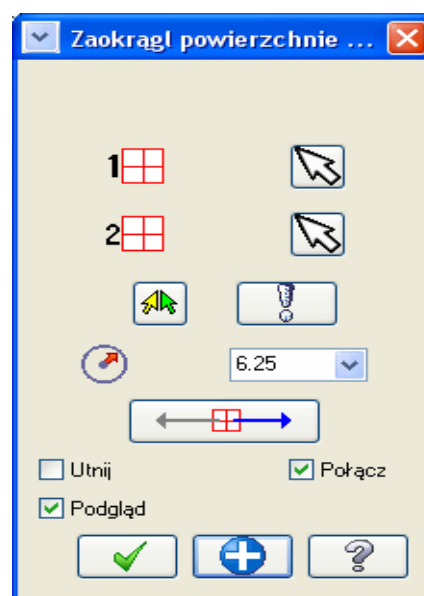 Zaokrągl powierzchnie ...
1
2
6.25
Utnij Połącz
Podgląd